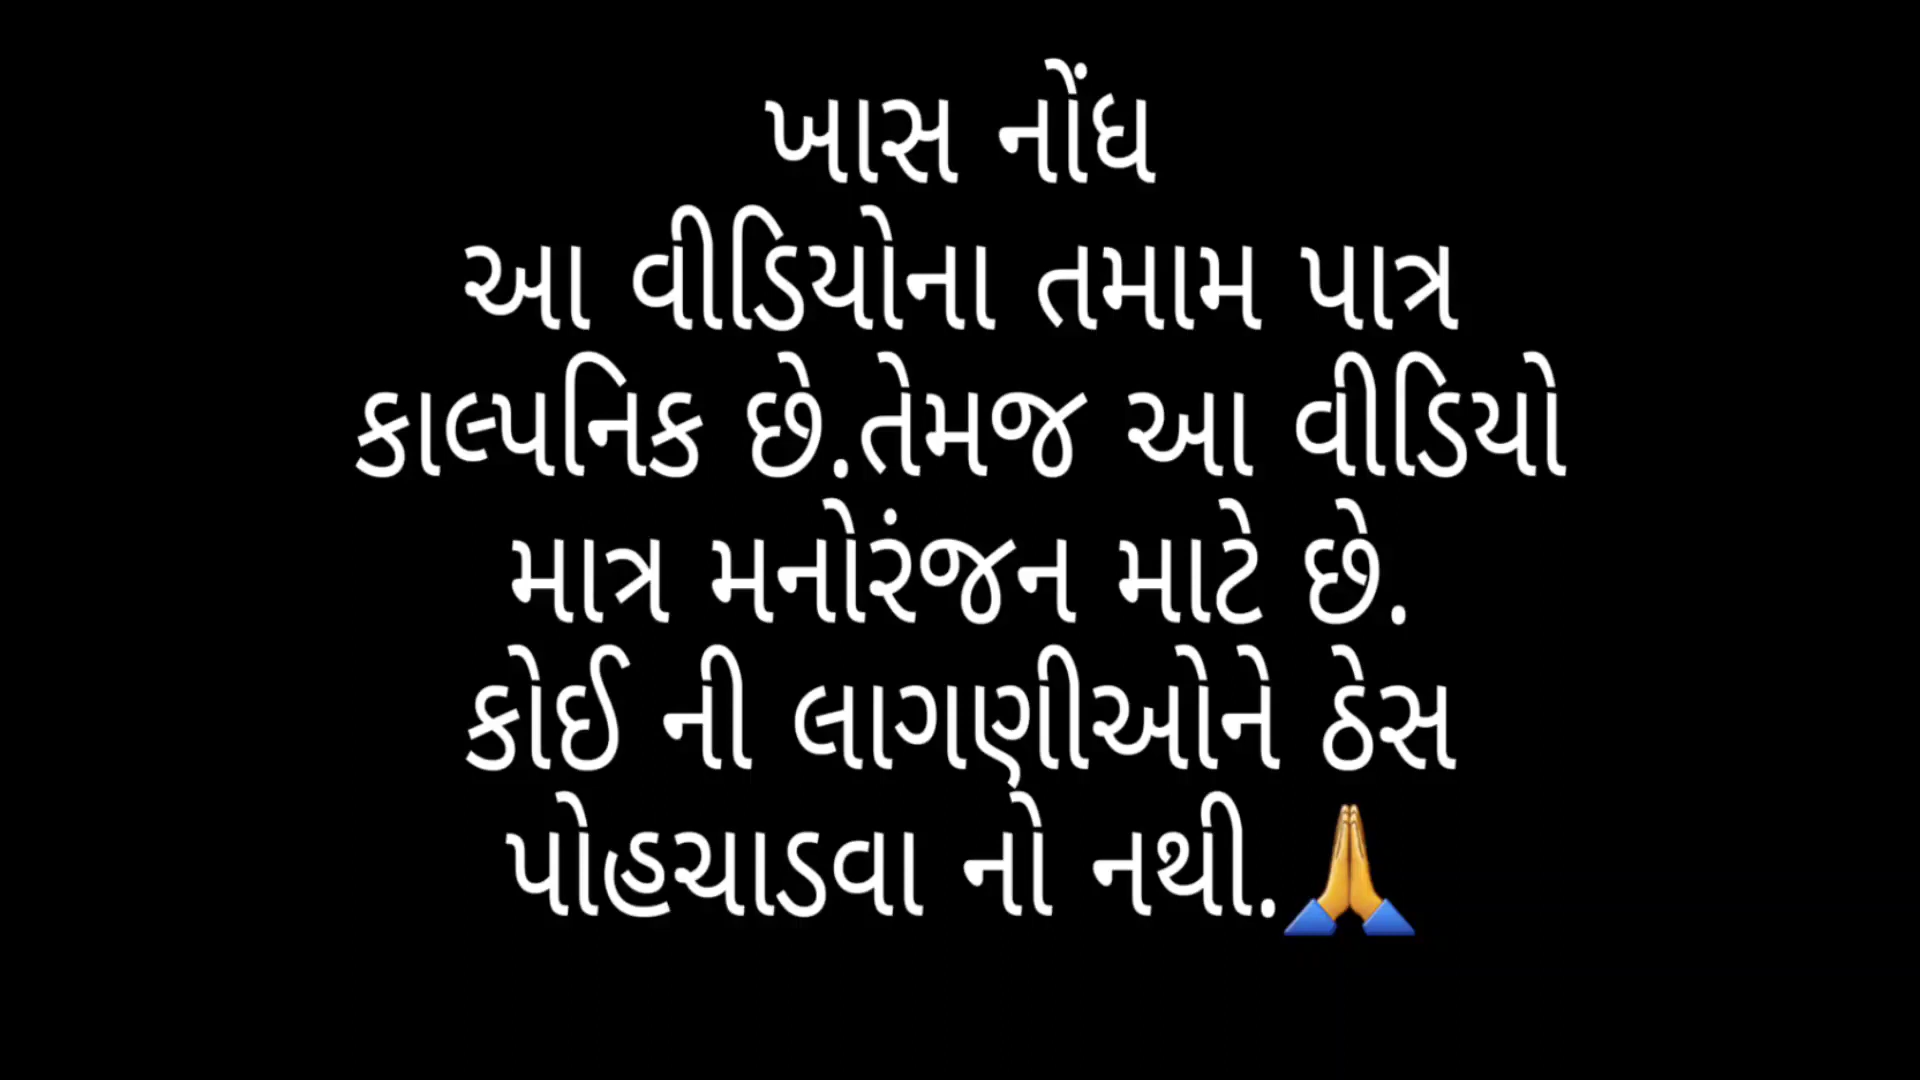 ખાસ નોંધ
આ વીડિયોના તમામ પાત્ર
કાલ્પનિક છે.તેમજ આ વીડિયો
માત્ર મનોરંજન માટે છે.
કોઈ ની લાગણીઓને ઠેસ
પોહચાડવા નો નથી.🙏